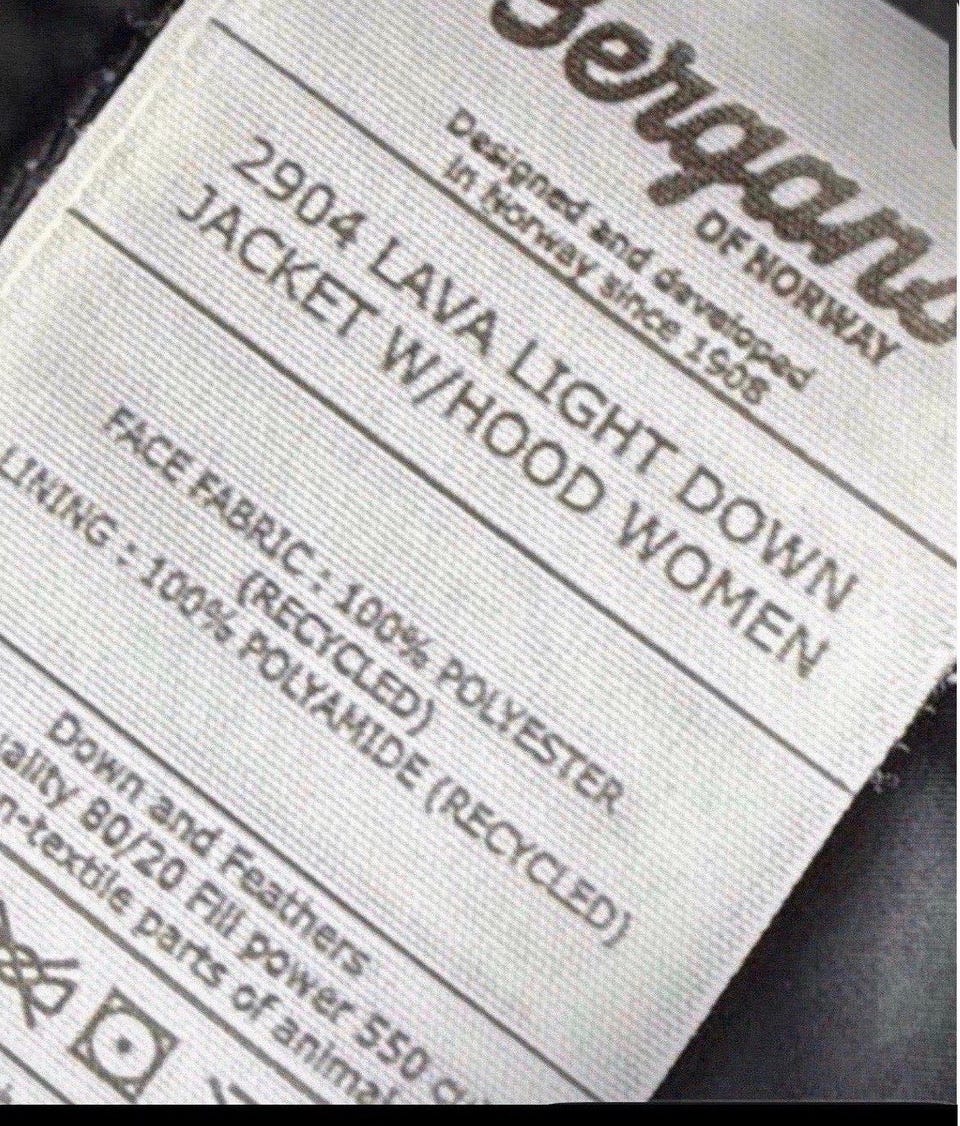 Bergans
OF NORWAY
Designed and developed
in Norway since 1908
2904 LAVA LIGHT DOWN
JACKET W/HOOD WOMEN
FACE FABRIC : 100% POLYESTER
(RECYCLED)
LINING : 100% POLYAMIDE (RECYCLED)
Down and Feathers
80/20 Fill power 550
parts of animal